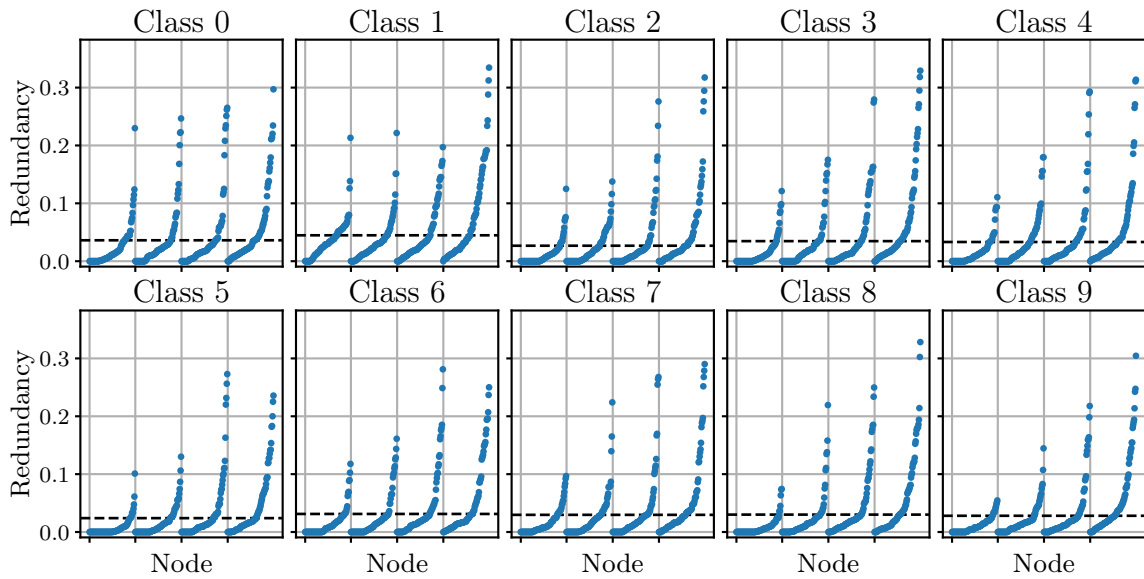 Class 0 Class 1 Class 2 Class 3 Class 4
0.3
0.2
0.1
0.0
Redundancy
Class 5 Class 6 Class 7 Class 8 Class 9
0.3
0.2
0.1
0.0
Redundancy
Node Node Node Node Node